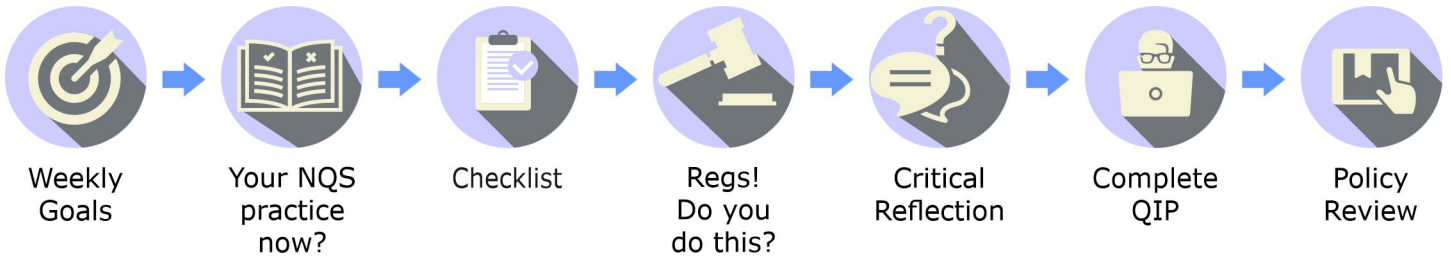 Weekly
Goals
Your NQS
practice
now?
Checklist
Regs!
Do you
do this?
Critical
Reflection
Complete
QIP
Policy
Review